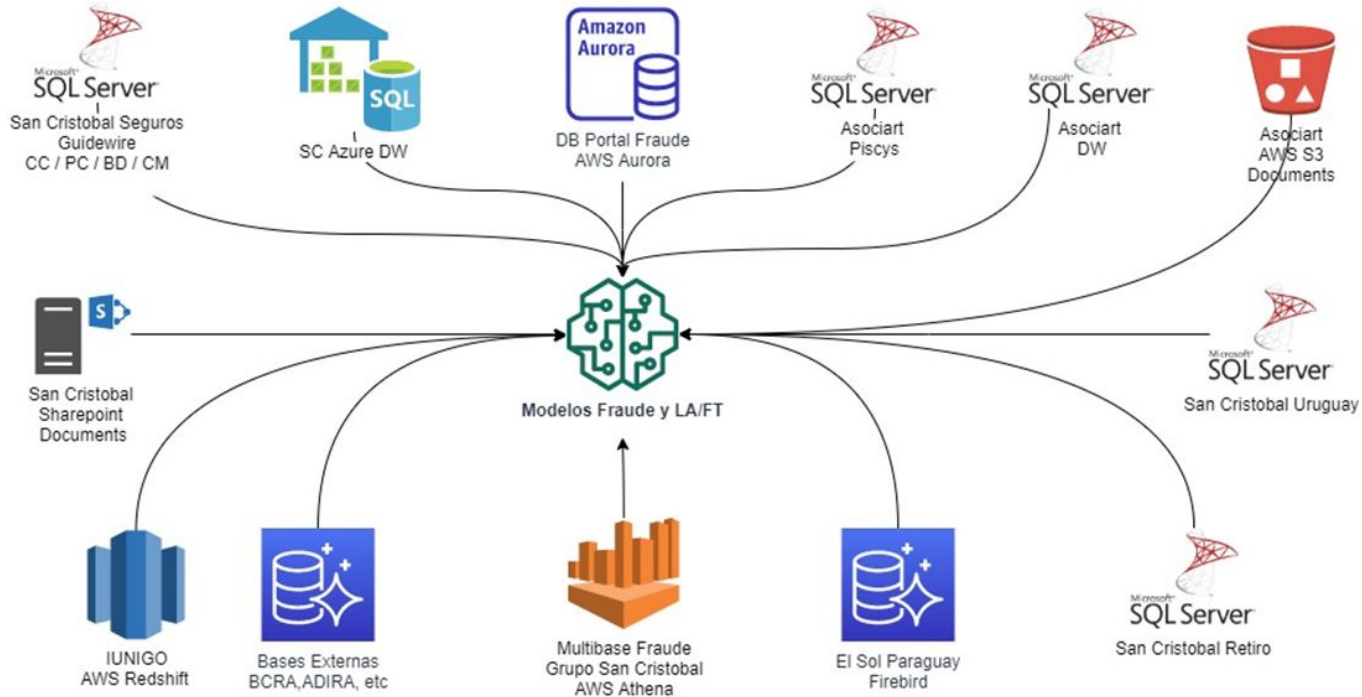 Microsoft®
SQL Server
San Cristobal Seguros
Guidewire
CC / PC / BD / CM
SQL
SC Azure DW
Amazon
Aurora
DB Portal Fraude
AWS Aurora
Microsoft®
SQL Server
Asociart
Piscys
Microsoft®
SQL Server
Asociart
DW
Asociart
AWS S3
Documents
S
San Cristobal
Sharepoint
Documents
Modelos Fraude y LA/FT
Microsoft®
SQL Server
San Cristobal Uruguay
IUNIGO
AWS Redshift
Bases Externas
BCRA,ADIRA, etc
Multibase Fraude
Grupo San Cristobal
AWS Athena
El Sol Paraguay
Firebird
Microsoft®
SQL Server
San Cristobal Retiro